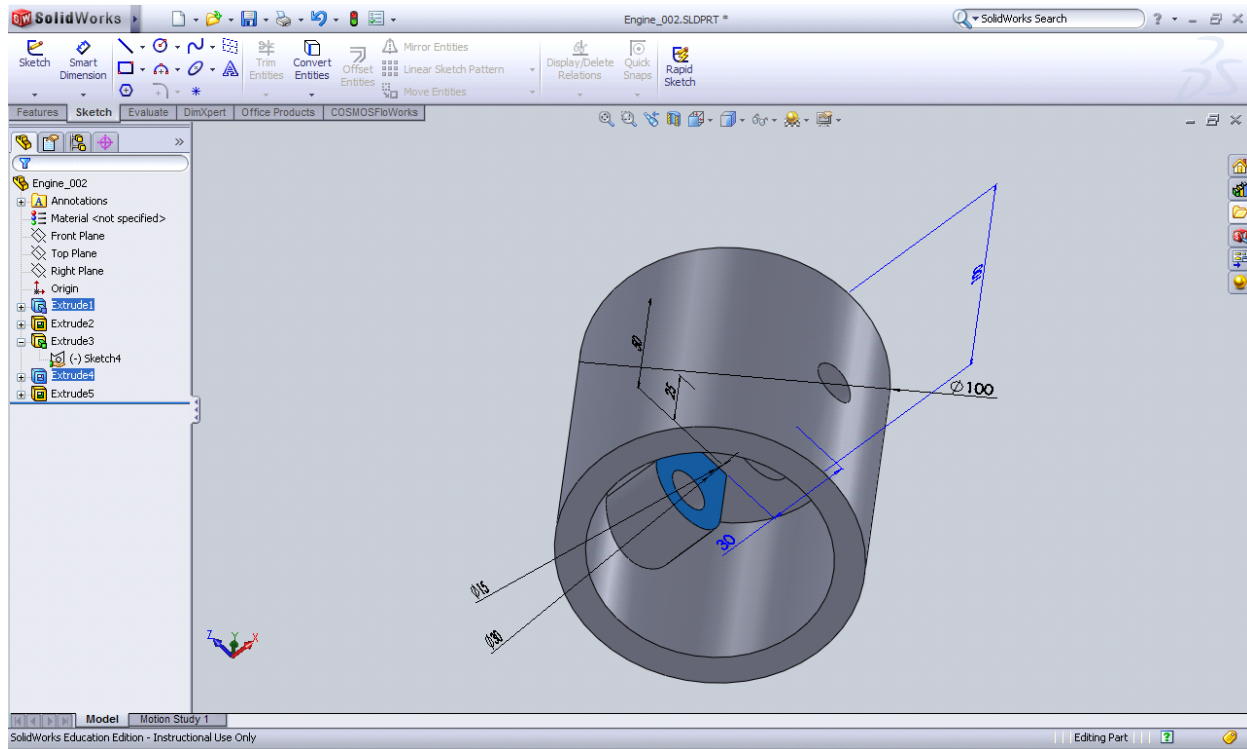 SolidWorks
Engine_002.SLDPRT *
SolidWorks Search
Sketch
Smart Dimension
Trim Entities
Convert Entities
Offset Entities
Mirror Entities
Linear Sketch Pattern
Move Entities
Display/Delete Relations
Quick Snaps
Rapid Sketch
Features Sketch Evaluate DimXpert Office Products COSMOSFloWorks
Engine_002
Annotations
Material <not specified>
Front Plane
Top Plane
Right Plane
Origin
Extrude1
Extrude2
Extrude3
(-) Sketch4
Extrude4
Extrude5
25
Ø100
30
Ø15
Ø30
Z Y X
Model Motion Study 1
SolidWorks Education Edition - Instructional Use Only
Editing Part